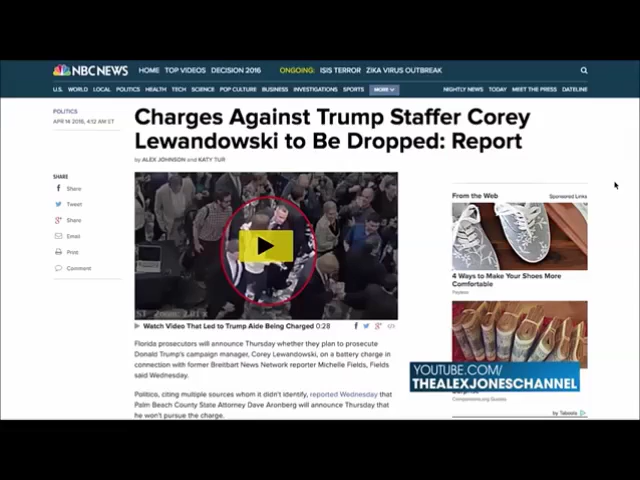 NBC NEWS HOME TOP VIDEOS DECISION 2016 ONGOING: ISIS TERROR ZIKA VIRUS OUTBREAK
U.S. WORLD LOCAL POLITICS HEALTH TECH SCIENCE POP CULTURE BUSINESS INVESTIGATIONS SPORTS MORE NIGHTLY NEWS TODAY MEET THE PRESS DATELINE
POLITICS
APR 14 2016, 4:12 AM ET
Charges Against Trump Staffer Corey
Lewandowski to Be Dropped: Report
by ALEX JOHNSON and KATY TUR
SHARE
Share
Tweet
Share
Email
Print
Comment
Watch Video That Led to Trump Aide Being Charged 0:28
Florida prosecutors will announce Thursday whether they plan to prosecute
Donald Trump's campaign manager, Corey Lewandowski, on a battery charge in
connection with former Breitbart News Network reporter Michelle Fields, Fields
said Wednesday.
Politico, citing multiple sources whom it didn't identify, reported Wednesday that
Palm Beach County State Attorney Dave Aronberg will announce Thursday that
he won't pursue the charge.
From the Web Sponsored Links
4 Ways to Make Your Shoes More
Comfortable
YOUTUBE.COM/
THEALEXJONESCHANNEL
by Taboola